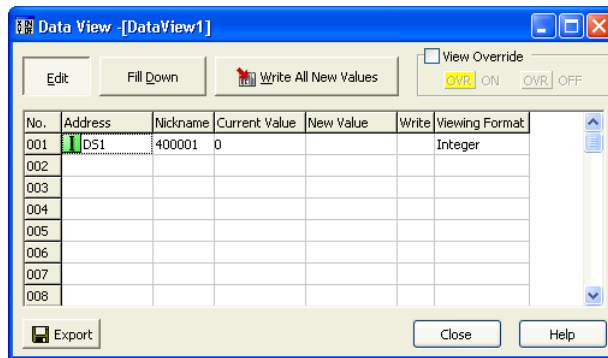 Data View -[DataView1]
View Override
Edit Fill Down Write All New Values OVR ON OVR OFF
No. Address Nickname Current Value New Value Write Viewing Format
001 I DS1 400001 0 Integer
002
003
004
005
006
007
008
Export Close Help